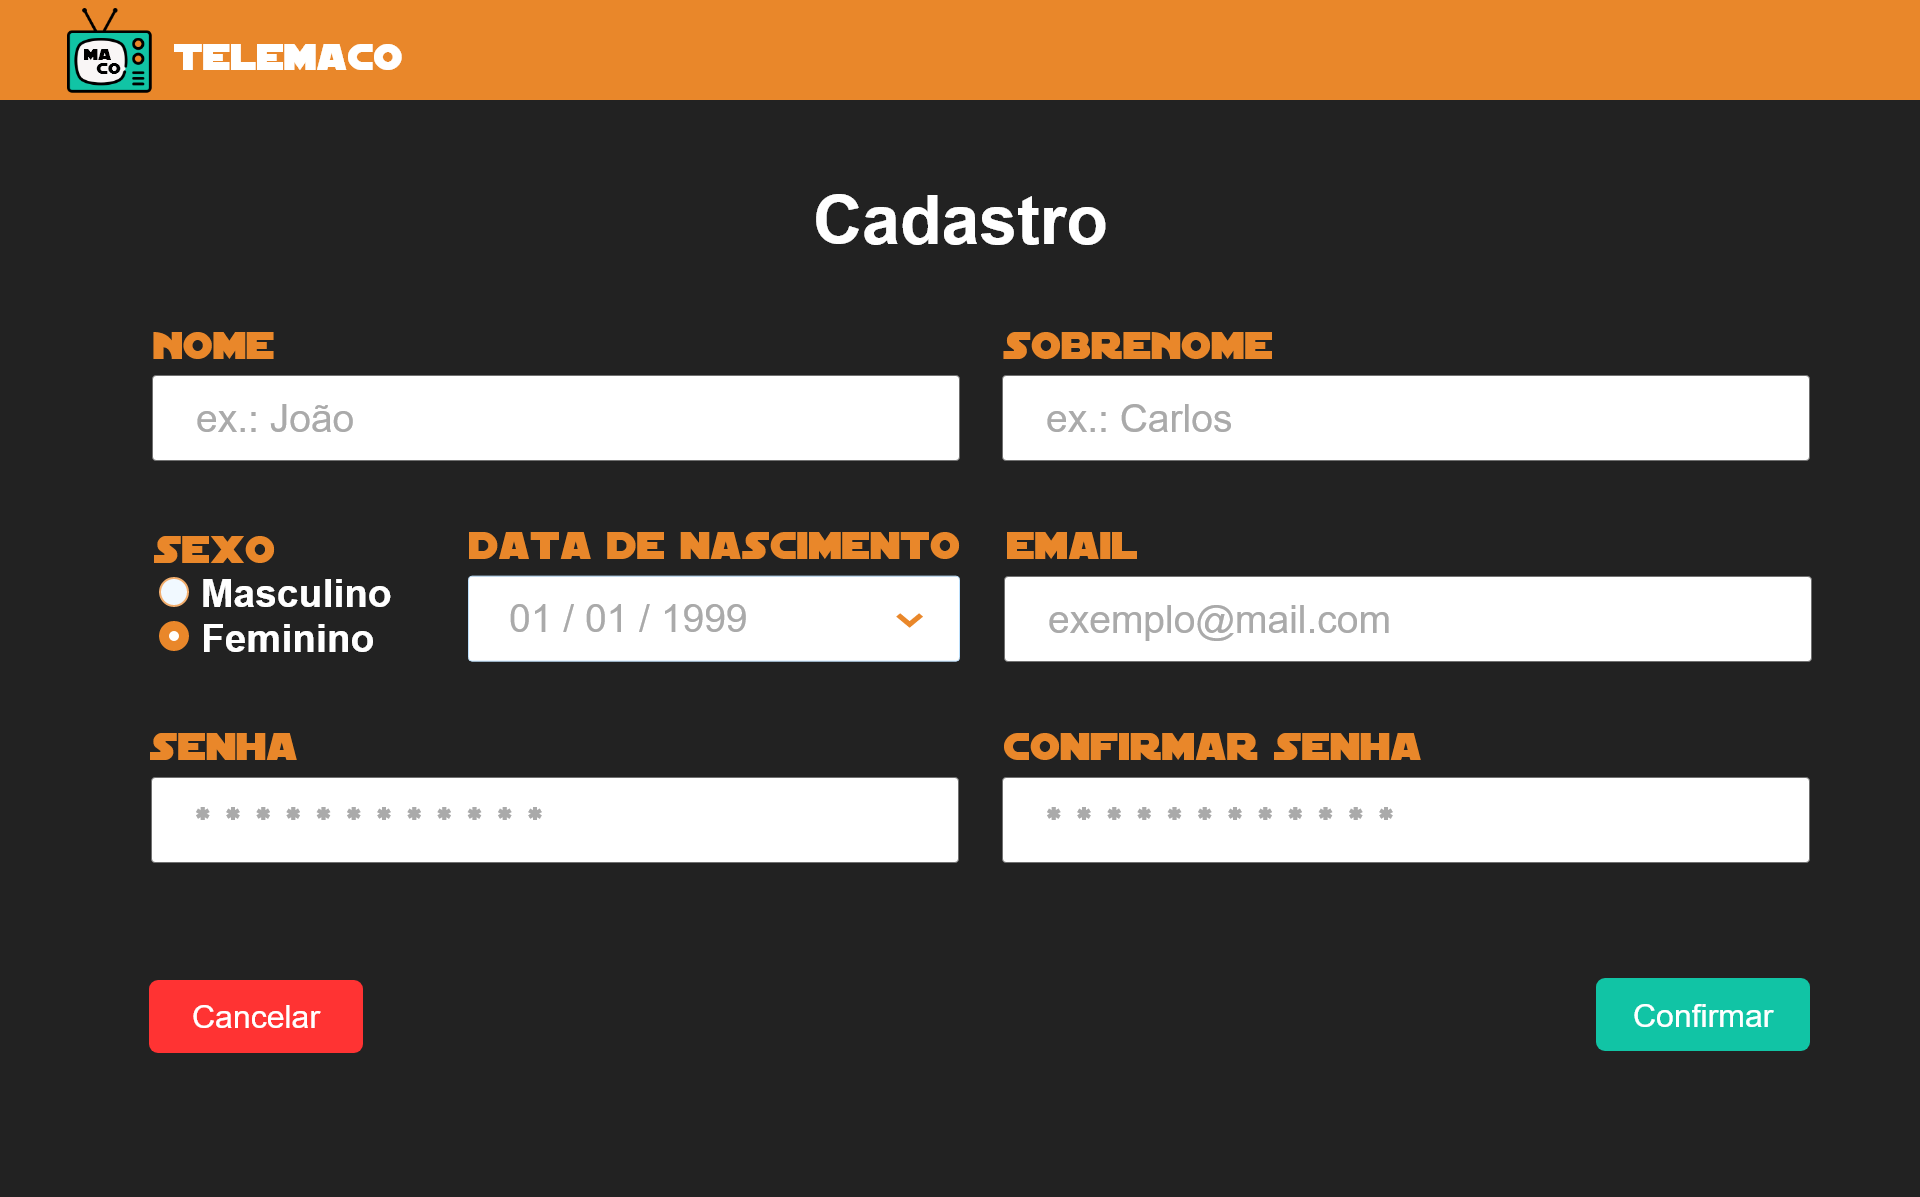 MA
CO
TELEMACO
Cadastro
NOME
SOBRENOME
ex.: João
ex.: Carlos
SEXO
DATA DE NASCIMENTO
EMAIL
Masculino
Feminino
01 / 01 / 1999
exemplo@mail.com
SENHA
CONFIRMAR SENHA
* * * * * * * * * * * *
* * * * * * * * * * * *
Cancelar
Confirmar